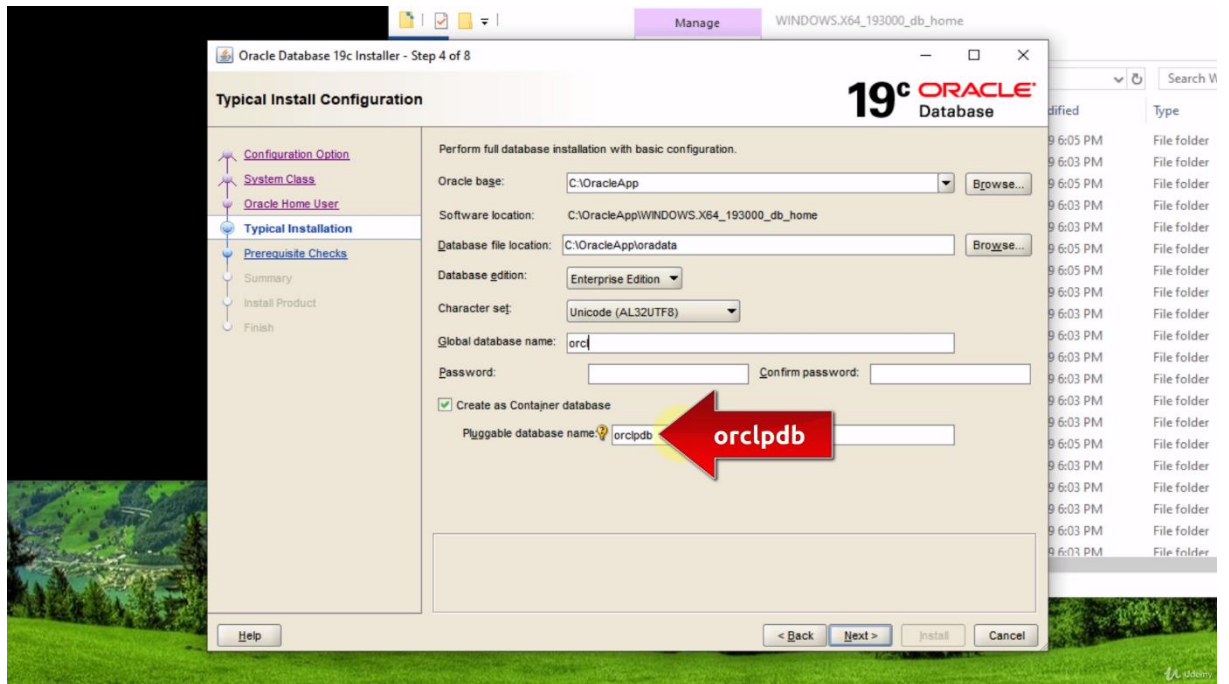 Manage
WINDOWS.X64_193000_db_home
Oracle Database 19c Installer - Step 4 of 8
Typical Install Configuration
19c ORACLE Database
Search W
dified Type
Configuration Option
System Class
Oracle Home User
Typical Installation
Prerequisite Checks
Summary
Install Product
Finish
Perform full database installation with basic configuration.
Oracle base: C:\OracleApp Browse...
Software location: C:\OracleApp\WINDOWS.X64_193000_db_home
Database file location: C:\OracleApp\oradata Browse...
Database edition: Enterprise Edition
Character set: Unicode (AL32UTF8)
Global database name: orcl
Password: Confirm password:
Create as Container database
Pluggable database name: orclpdb
orclpdb
9 6:05 PM File folder
9 6:03 PM File folder
9 6:05 PM File folder
9 6:03 PM File folder
9 6:03 PM File folder
9 6:05 PM File folder
9 6:05 PM File folder
9 6:03 PM File folder
9 6:03 PM File folder
9 6:03 PM File folder
9 6:03 PM File folder
9 6:03 PM File folder
9 6:03 PM File folder
9 6:03 PM File folder
9 6:05 PM File folder
9 6:03 PM File folder
9 6:03 PM File folder
9 6:03 PM File folder
9 6:03 PM File folder
9 6:03 PM File folder
Help < Back Next > Install Cancel
Udemy